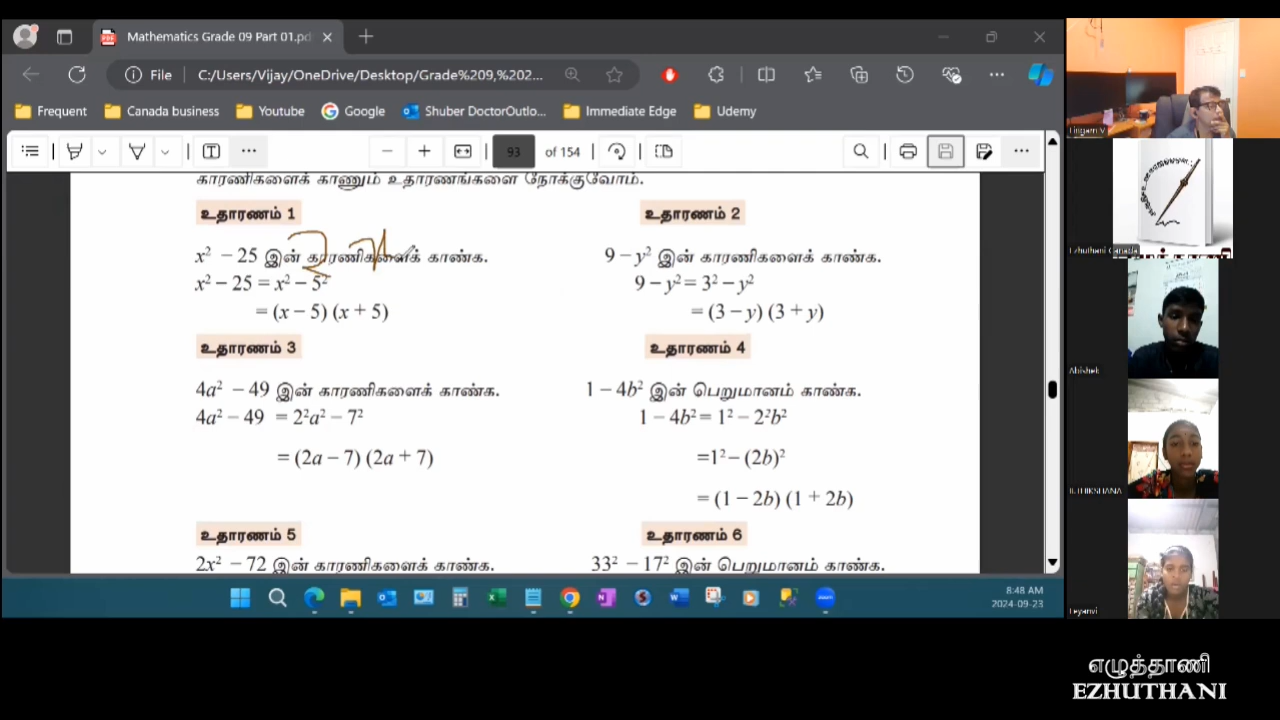 Mathematics Grade 09 Part 01.pd
File C:/Users/Vijay/OneDrive/Desktop/Grade%209,%202...
Frequent Canada business Youtube Google Shuber DoctorOutlo... Immediate Edge Udemy
93 of 154
காரணிகளைக் காணும் உதாரணங்களை நோக்குவோம்.
உதாரணம் 1
x² − 25 இன் காரணிகளைக் காண்க.
x² − 25 = x² − 5²
= (x − 5) (x + 5)
உதாரணம் 2
9 − y² இன் காரணிகளைக் காண்க.
9 − y² = 3² − y²
= (3 − y) (3 + y)
உதாரணம் 3
4a² − 49 இன் காரணிகளைக் காண்க.
4a² − 49 = 2²a² − 7²
= (2a − 7) (2a + 7)
உதாரணம் 4
1 − 4b² இன் பெறுமானம் காண்க.
1 − 4b² = 1² − 2²b²
=1² − (2b)²
= (1 − 2b) (1 + 2b)
உதாரணம் 5
2x² − 72 இன் காரணிகளைக் காண்க.
உதாரணம் 6
33² − 17² இன் பெறுமானம் காண்க.
8:48 AM
2024-09-23
Lingam V
Ezhuthani Canada
Abishek
Leyanvi
எழுத்தாணி
EZHUTHANI